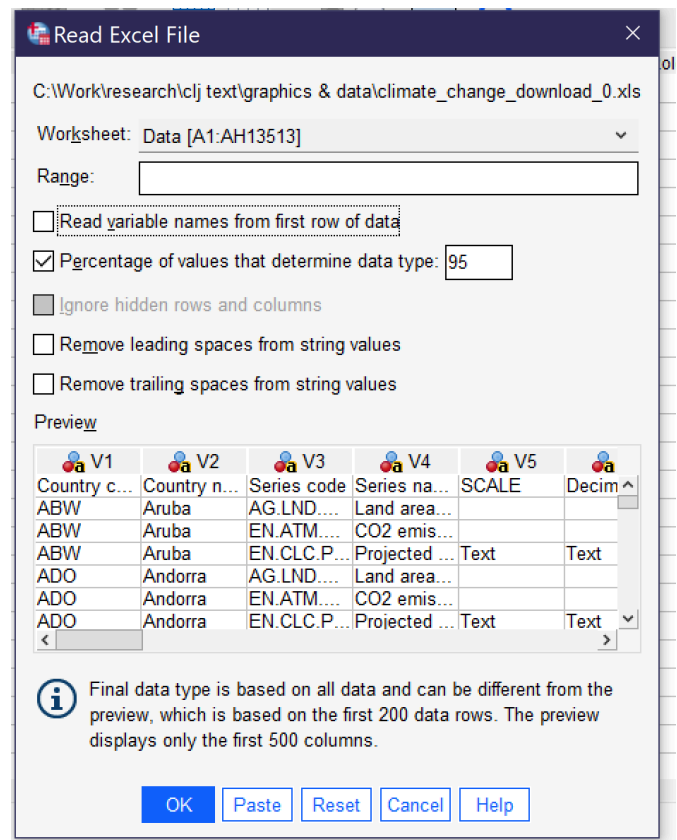 Read Excel File
ol
C:\Work\research\clj text\graphics & data\climate_change_download_0.xls
Worksheet: Data [A1:AH13513]
Range:
Read variable names from first row of data
Percentage of values that determine data type: 95
Ignore hidden rows and columns
Remove leading spaces from string values
Remove trailing spaces from string values
Preview
V1 V2 V3 V4 V5
Country c... Country n... Series code Series na... SCALE Decim
ABW Aruba AG.LND.... Land area...
ABW Aruba EN.ATM.... CO2 emis...
ABW Aruba EN.CLC.P... Projected ... Text Text
ADO Andorra AG.LND.... Land area...
ADO Andorra EN.ATM.... CO2 emis...
ADO Andorra EN.CLC.P... Projected ... Text Text
Final data type is based on all data and can be different from the
preview, which is based on the first 200 data rows. The preview
displays only the first 500 columns.
OK Paste Reset Cancel Help